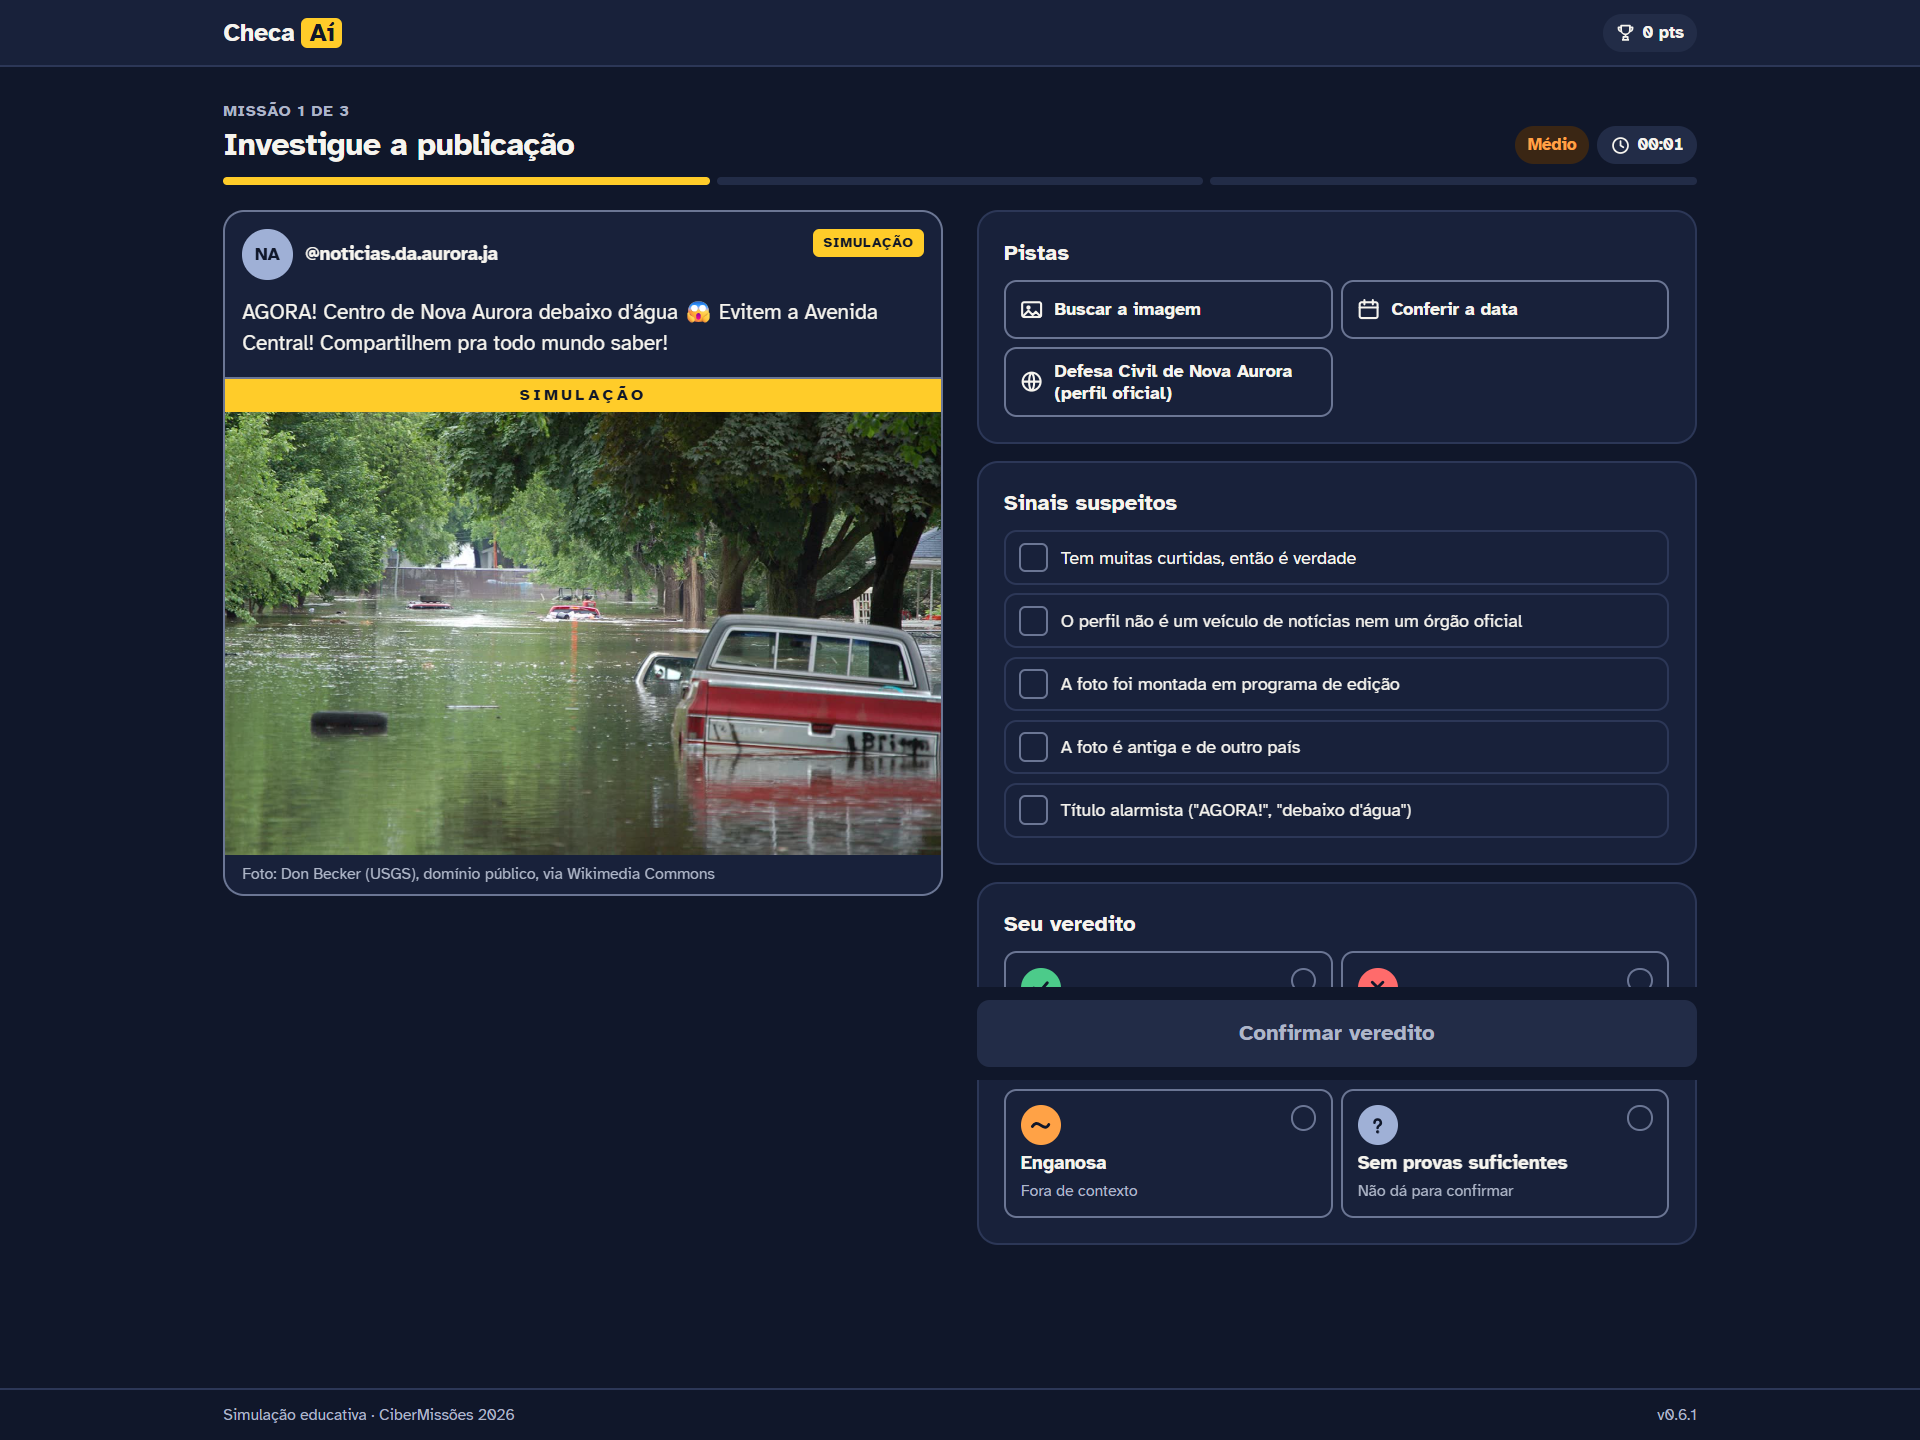 Checa Aí
0 pts
MISSÃO 1 DE 3
Investigue a publicação
Médio
00:01
NA
@noticias.da.aurora.ja
SIMULAÇÃO
AGORA! Centro de Nova Aurora debaixo d'água 😱 Evitem a Avenida
Central! Compartilhem pra todo mundo saber!
SIMULAÇÃO
Foto: Don Becker (USGS), domínio público, via Wikimedia Commons
Pistas
Buscar a imagem
Conferir a data
Defesa Civil de Nova Aurora
(perfil oficial)
Sinais suspeitos
Tem muitas curtidas, então é verdade
O perfil não é um veículo de notícias nem um órgão oficial
A foto foi montada em programa de edição
A foto é antiga e de outro país
Título alarmista ("AGORA!", "debaixo d'água")
Seu veredito
Confirmar veredito
Enganosa
Fora de contexto
?
Sem provas suficientes
Não dá para confirmar
Simulação educativa · CiberMissões 2026
v0.6.1